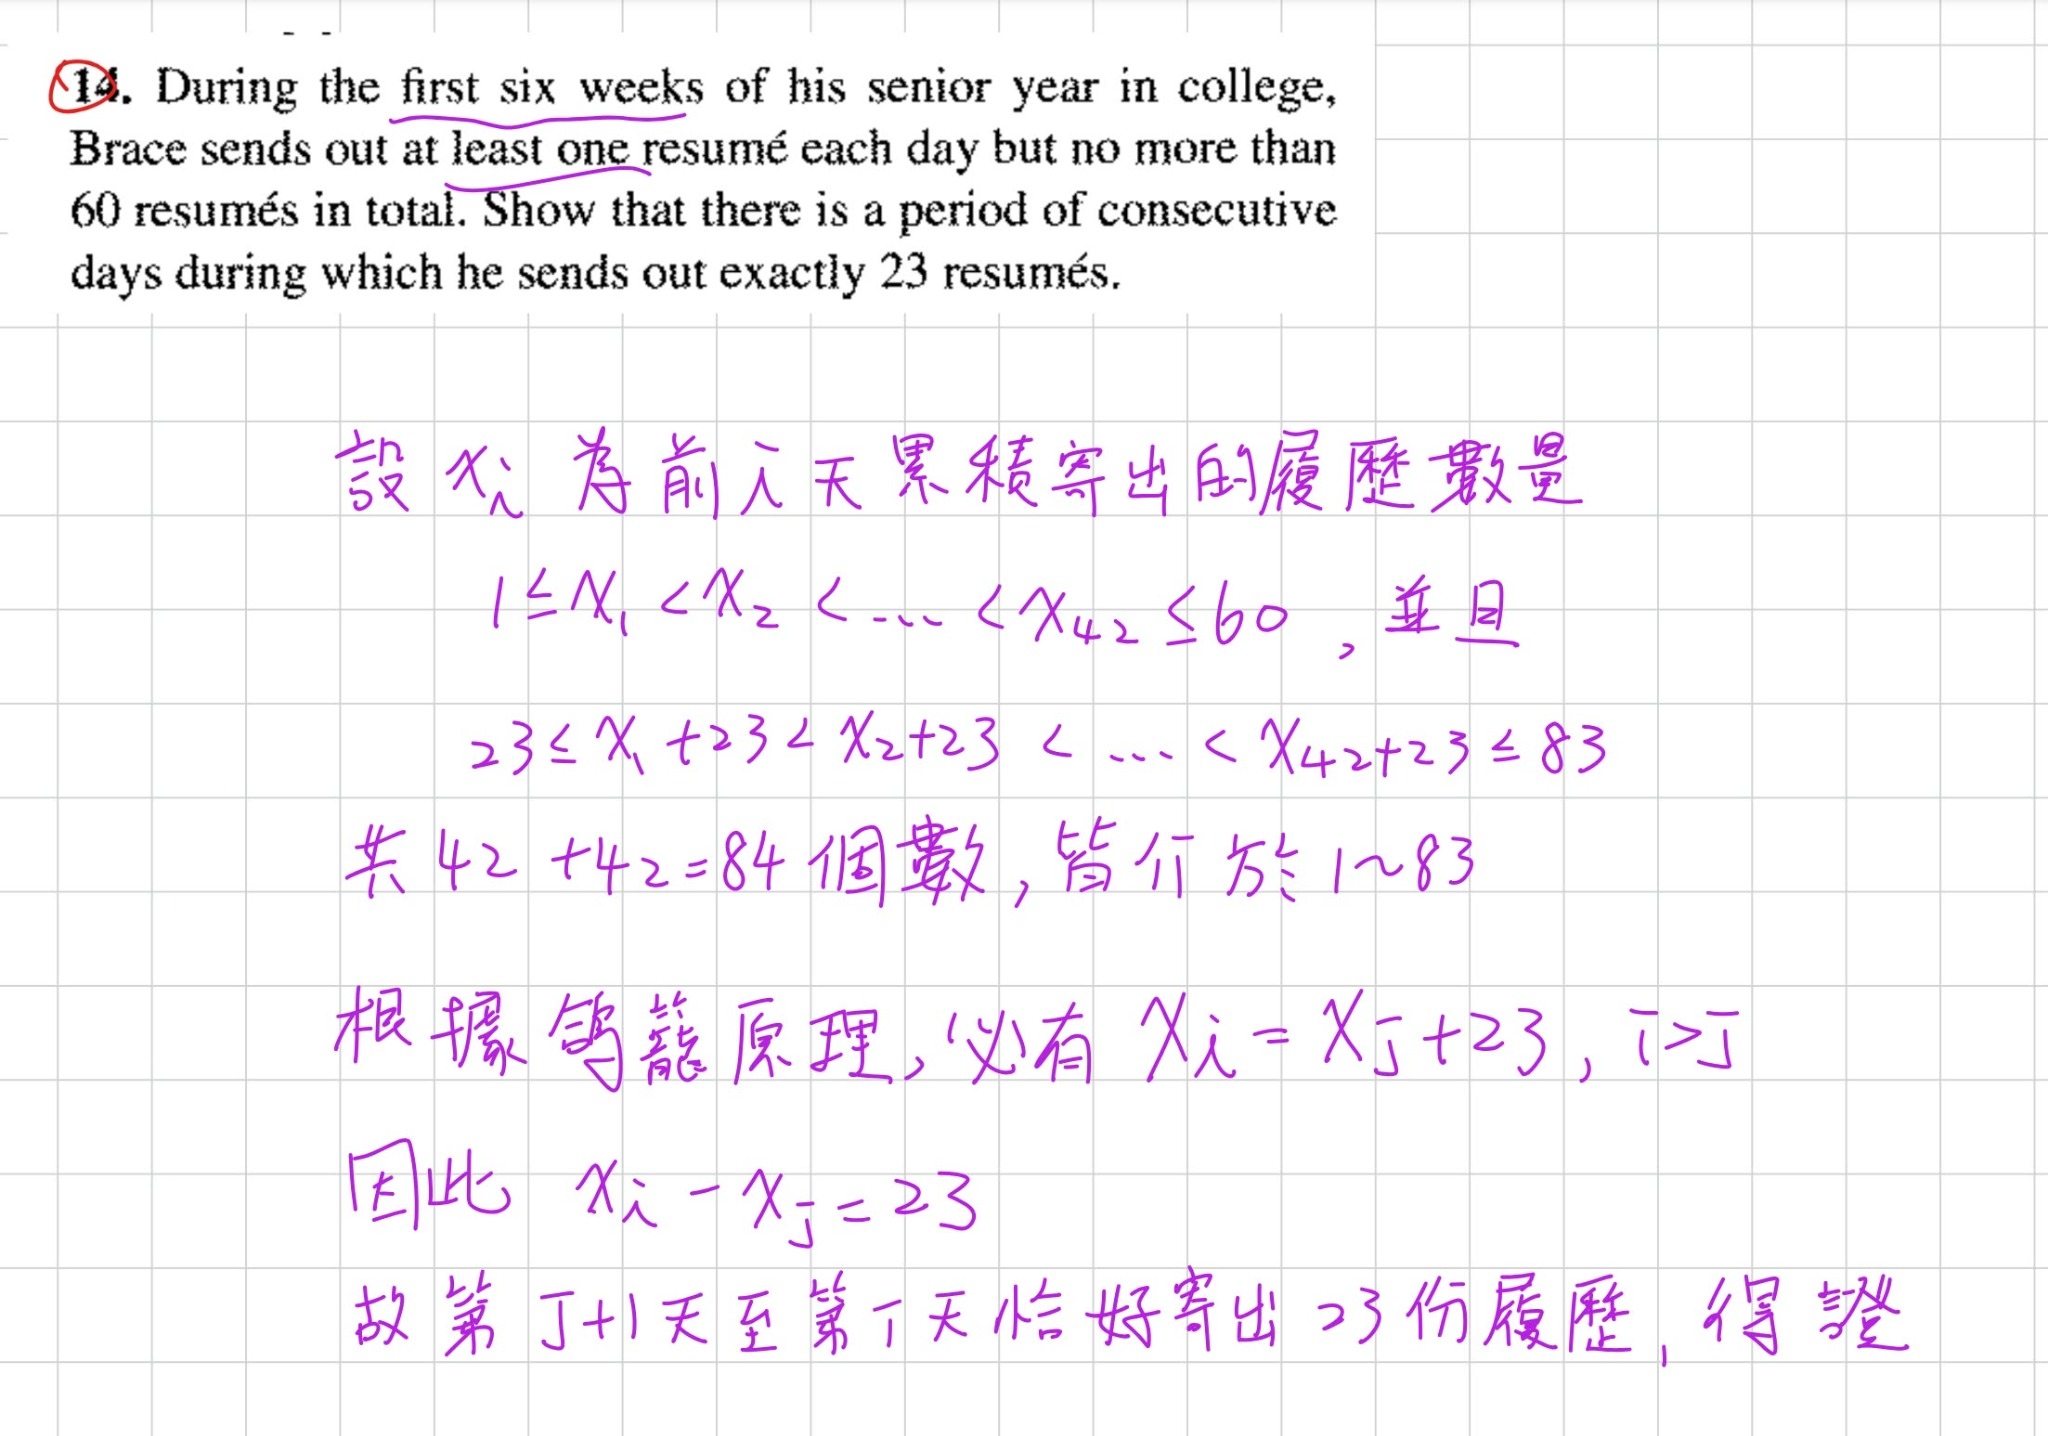 14. During the first six weeks of his senior year in college,
Brace sends out at least one resumé each day but no more than
60 resumés in total. Show that there is a period of consecutive
days during which he sends out exactly 23 resumés.
設 xi 為前 i 天累積寄出的履歷數量
1≤x₁<x₂<...<x₄₂≤60, 並且
23≤x₁+23<x₂+23<...<x₄₂+23≤83
共 42+42=84個數, 皆介於 1~83
根據鴿籠原理, 必有 xi=xj+23, i>j
因此 xi-xj=23
故第 j+1天至第 i 天恰好寄出 23 份履歷, 得證